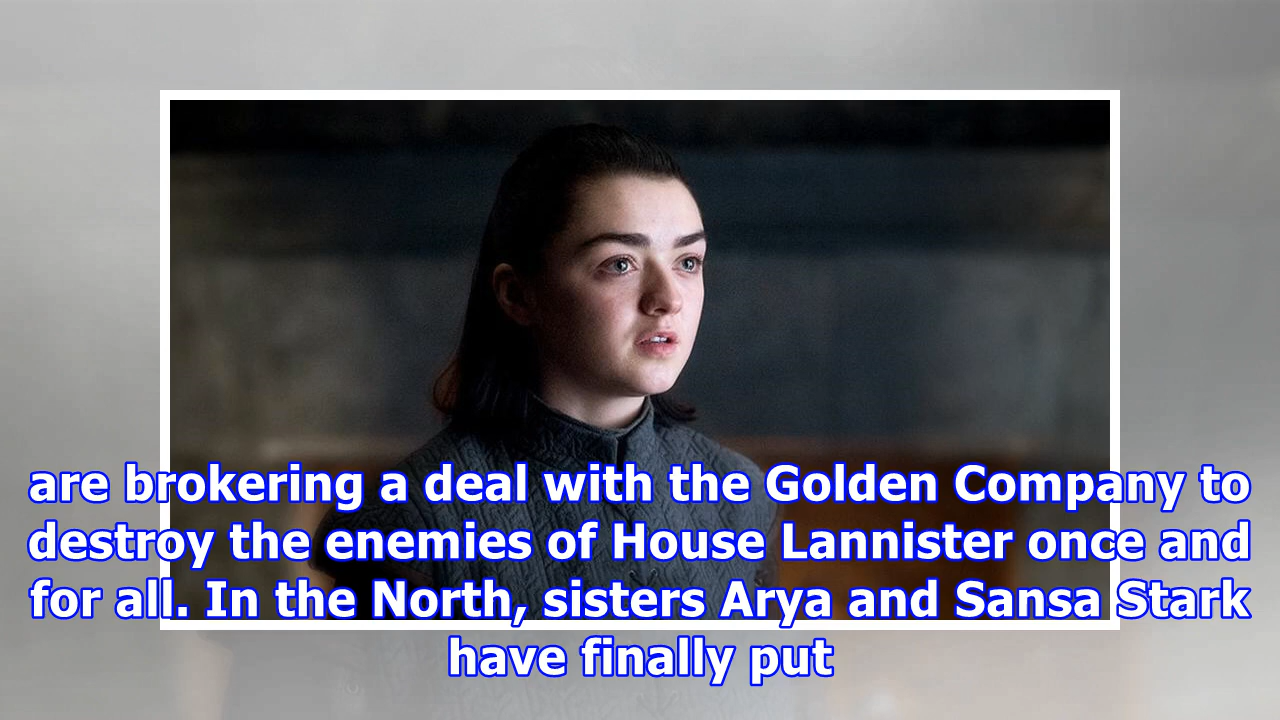 are brokering a deal with the Golden Company to
destroy the enemies of House Lannister once and
for all. In the North, sisters Arya and Sansa Stark
have finally put